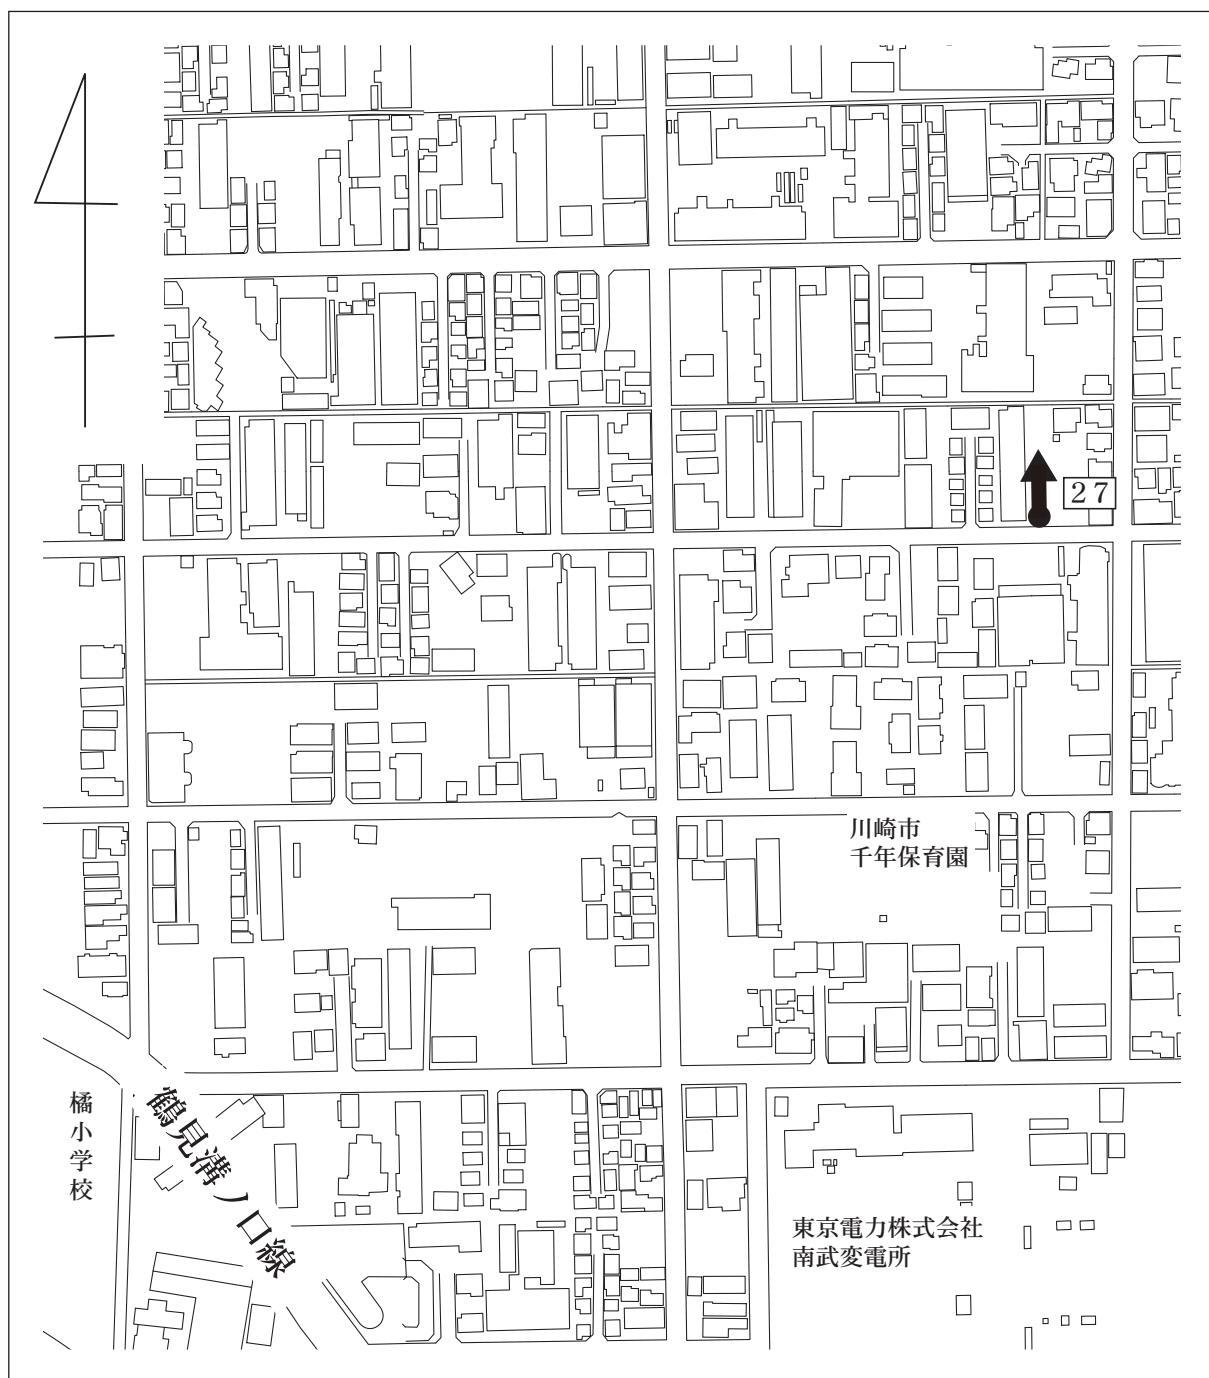 27
川崎市
千年保育園
橘小学校
鶴見溝ノ口線
東京電力株式会社
南武変電所